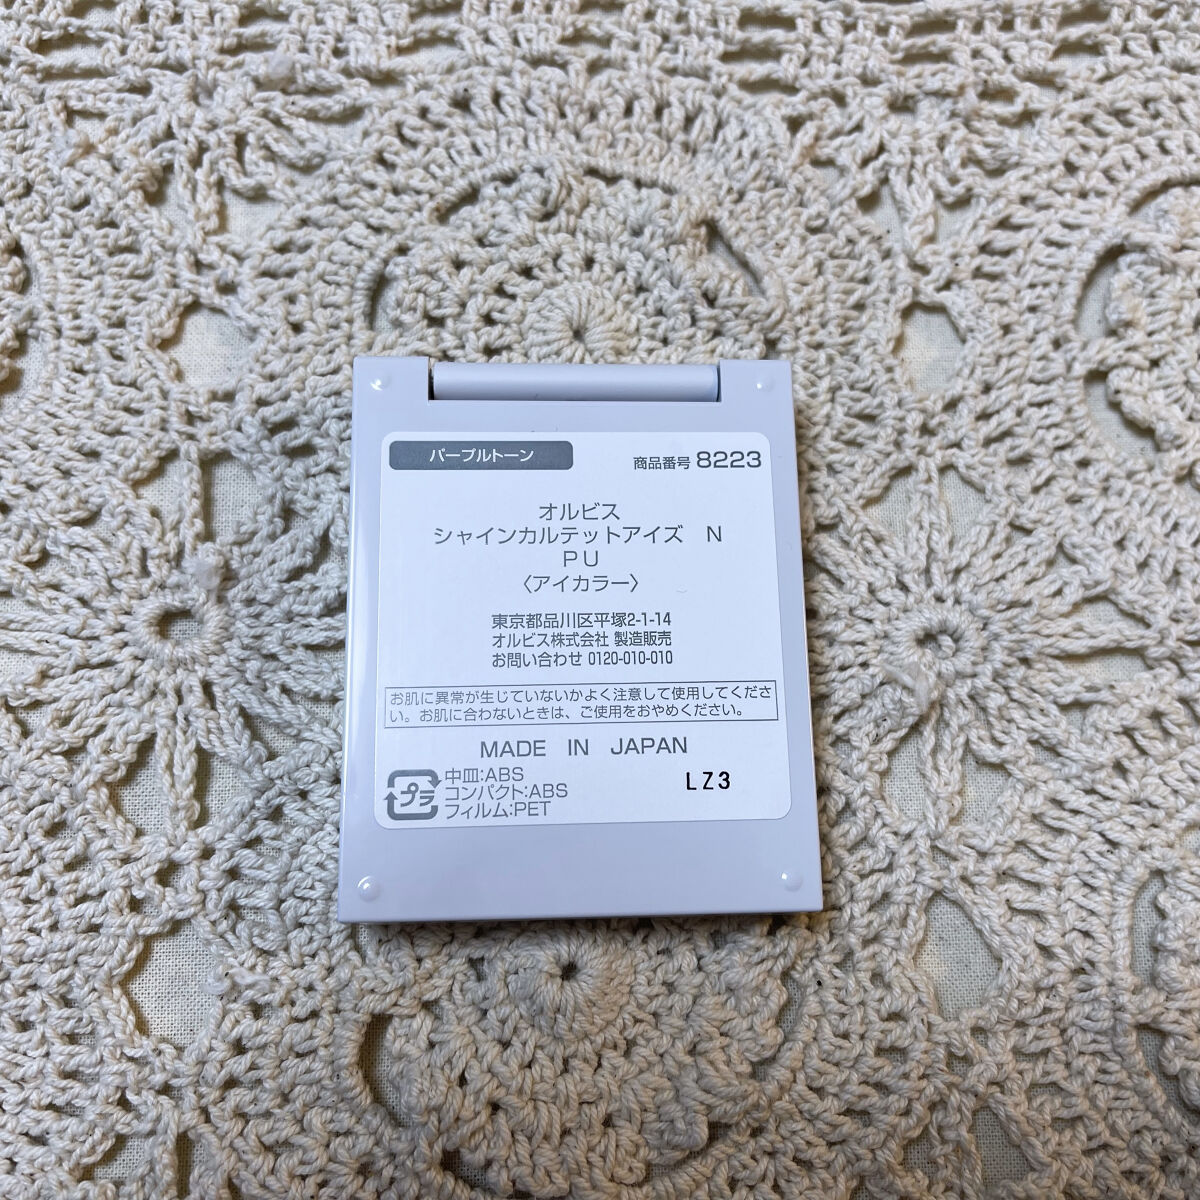 パープルトーン
商品番号 8223
オルビス
シャインカルテットアイズ N
PU
〈アイカラー〉
東京都品川区平塚2-1-14
オルビス株式会社 製造販売
お問い合わせ 0120-010-010
お肌に異常が生じていないかよく注意して使用してくださ
い。お肌に合わないときは、ご使用をおやめください。
MADE IN JAPAN
プラ
中皿:ABS
コンパクト:ABS
フィルム:PET
LZ3